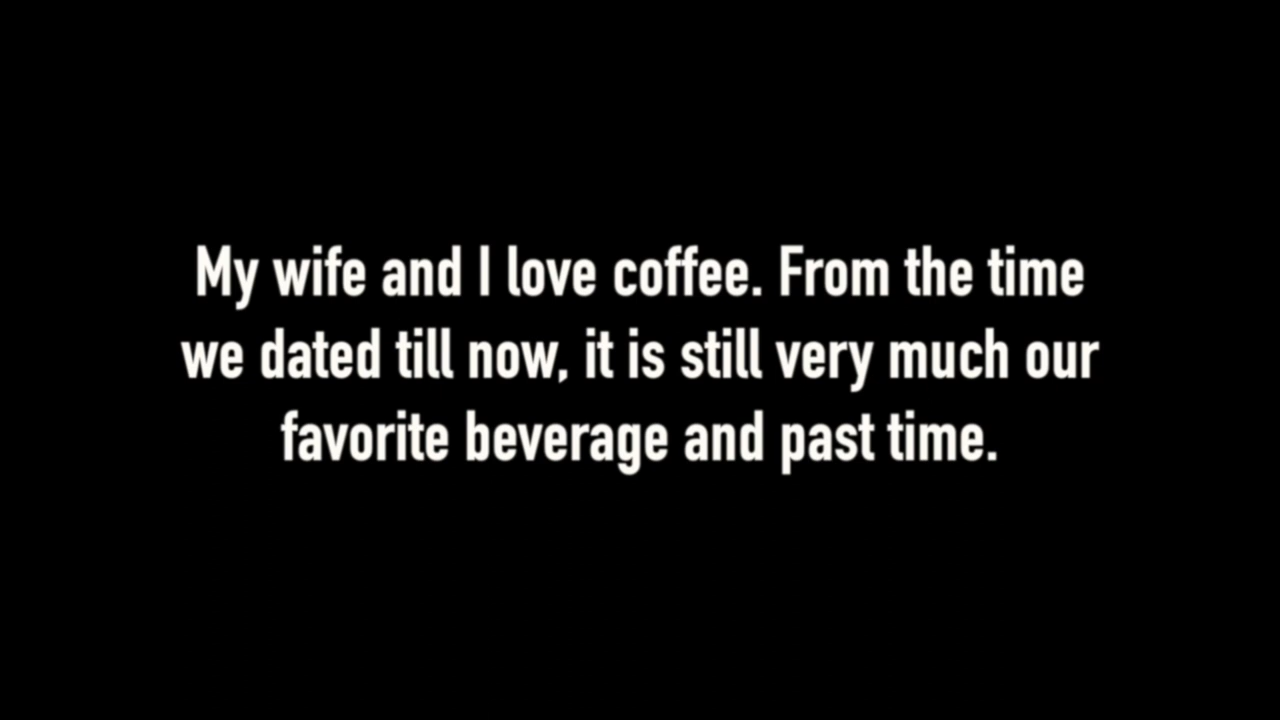 My wife and I love coffee. From the time
we dated till now, it is still very much our
favorite beverage and past time.